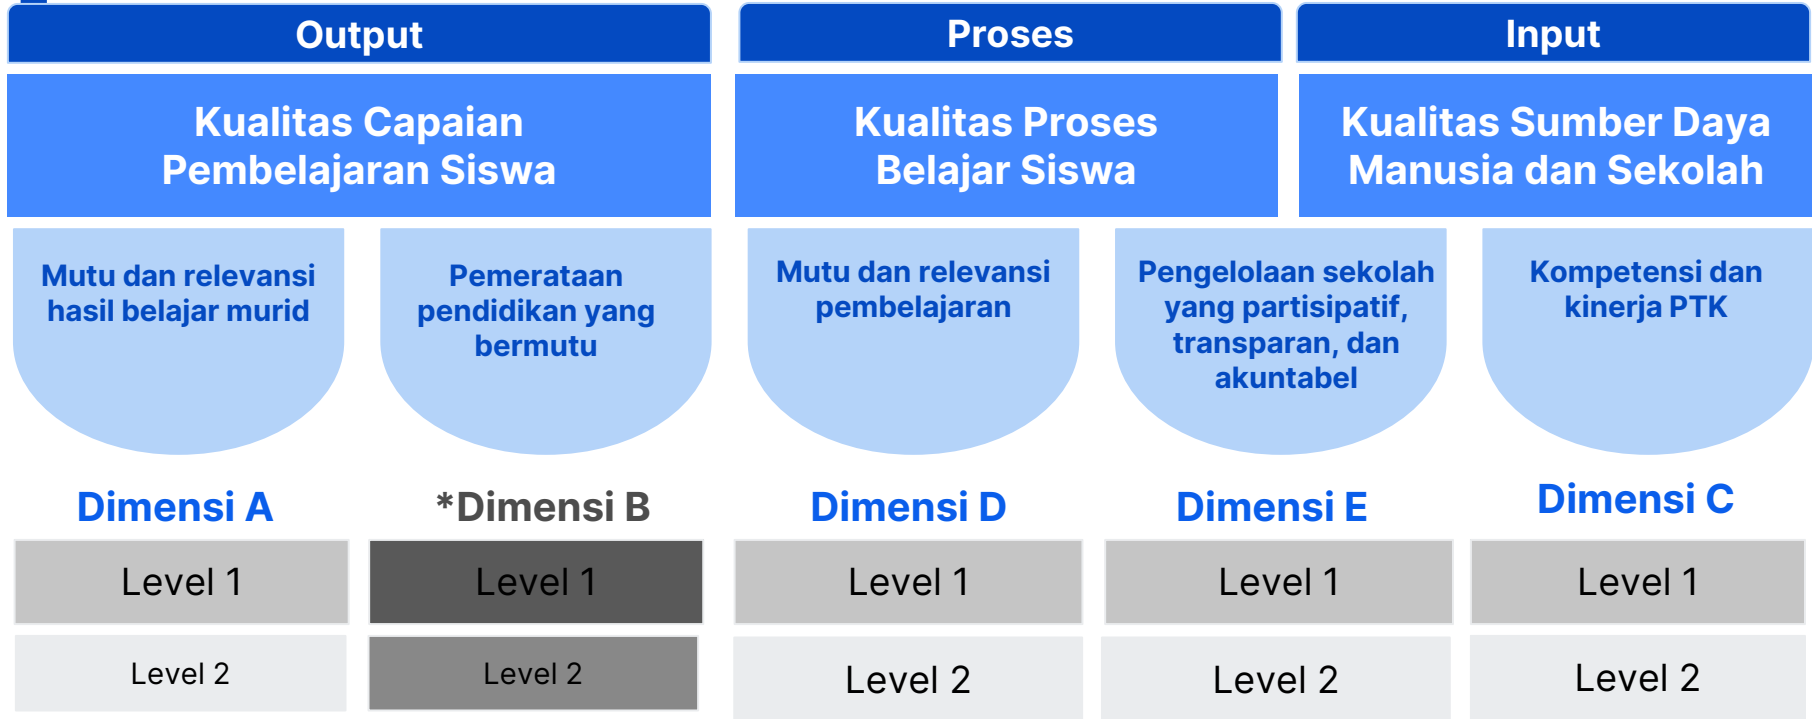 Output
Proses
Input
Kualitas Capaian
Pembelajaran Siswa
Kualitas Proses
Belajar Siswa
Kualitas Sumber Daya
Manusia dan Sekolah
Mutu dan relevansi
hasil belajar murid
Pemerataan
pendidikan yang
bermutu
Mutu dan relevansi
pembelajaran
Pengelolaan sekolah
yang partisipatif,
transparan, dan
akuntabel
Kompetensi dan
kinerja PTK
Dimensi A
*Dimensi B
Dimensi D
Dimensi E
Dimensi C
Level 1
Level 1
Level 1
Level 1
Level 1
Level 2
Level 2
Level 2
Level 2
Level 2